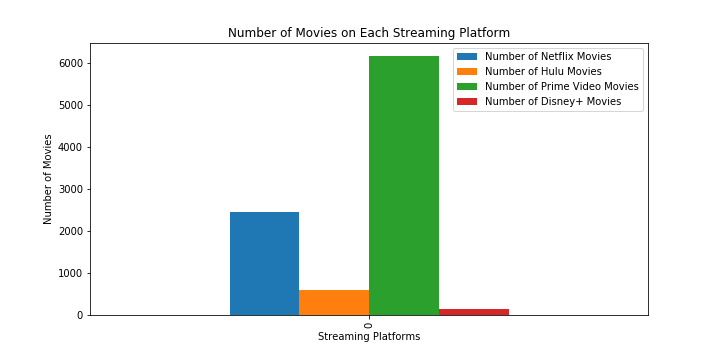 Number of Movies on Each Streaming Platform
Number of Netflix Movies
Number of Hulu Movies
Number of Prime Video Movies
Number of Disney+ Movies
Number of Movies
6000
5000
4000
3000
2000
1000
0
0
Streaming Platforms